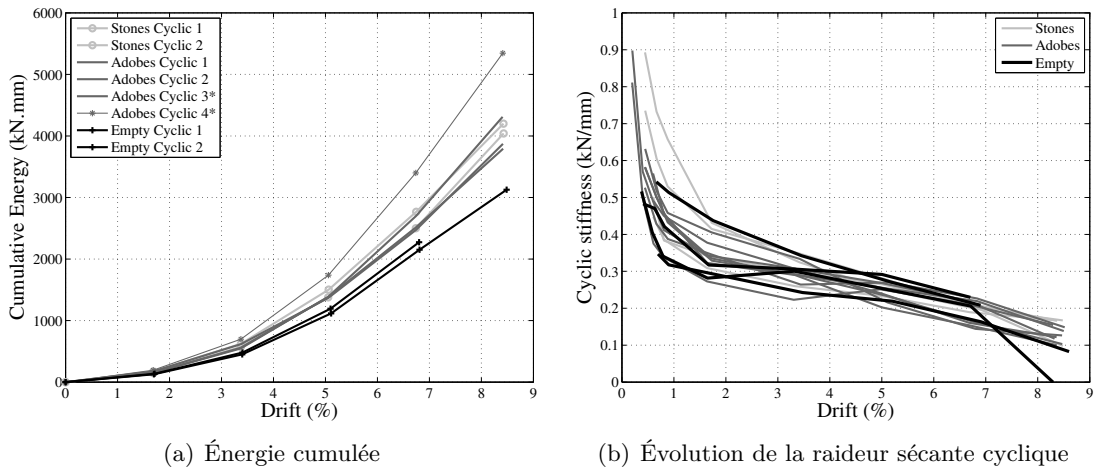 6000
5000
4000
3000
2000
1000
0
Cumulative Energy (kN.mm)
Stones Cyclic 1
Stones Cyclic 2
Adobes Cyclic 1
Adobes Cyclic 2
Adobes Cyclic 3*
Adobes Cyclic 4*
Empty Cyclic 1
Empty Cyclic 2
0 1 2 3 4 5 6 7 8 9
Drift (%)
(a) Énergie cumulée
1
0.9
0.8
0.7
0.6
0.5
0.4
0.3
0.2
0.1
0
Cyclic stiffness (kN/mm)
Stones
Adobes
Empty
0 1 2 3 4 5 6 7 8 9
Drift (%)
(b) Évolution de la raideur sécante cyclique